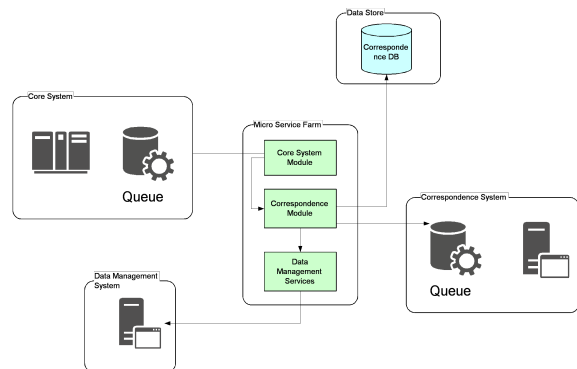 Data Store
Corresponde
nce DB
Core System
Queue
Micro Service Farm
Core System
Module
Correspondence
Module
Data
Management
Services
Correspondence System
Queue
Data Management
System